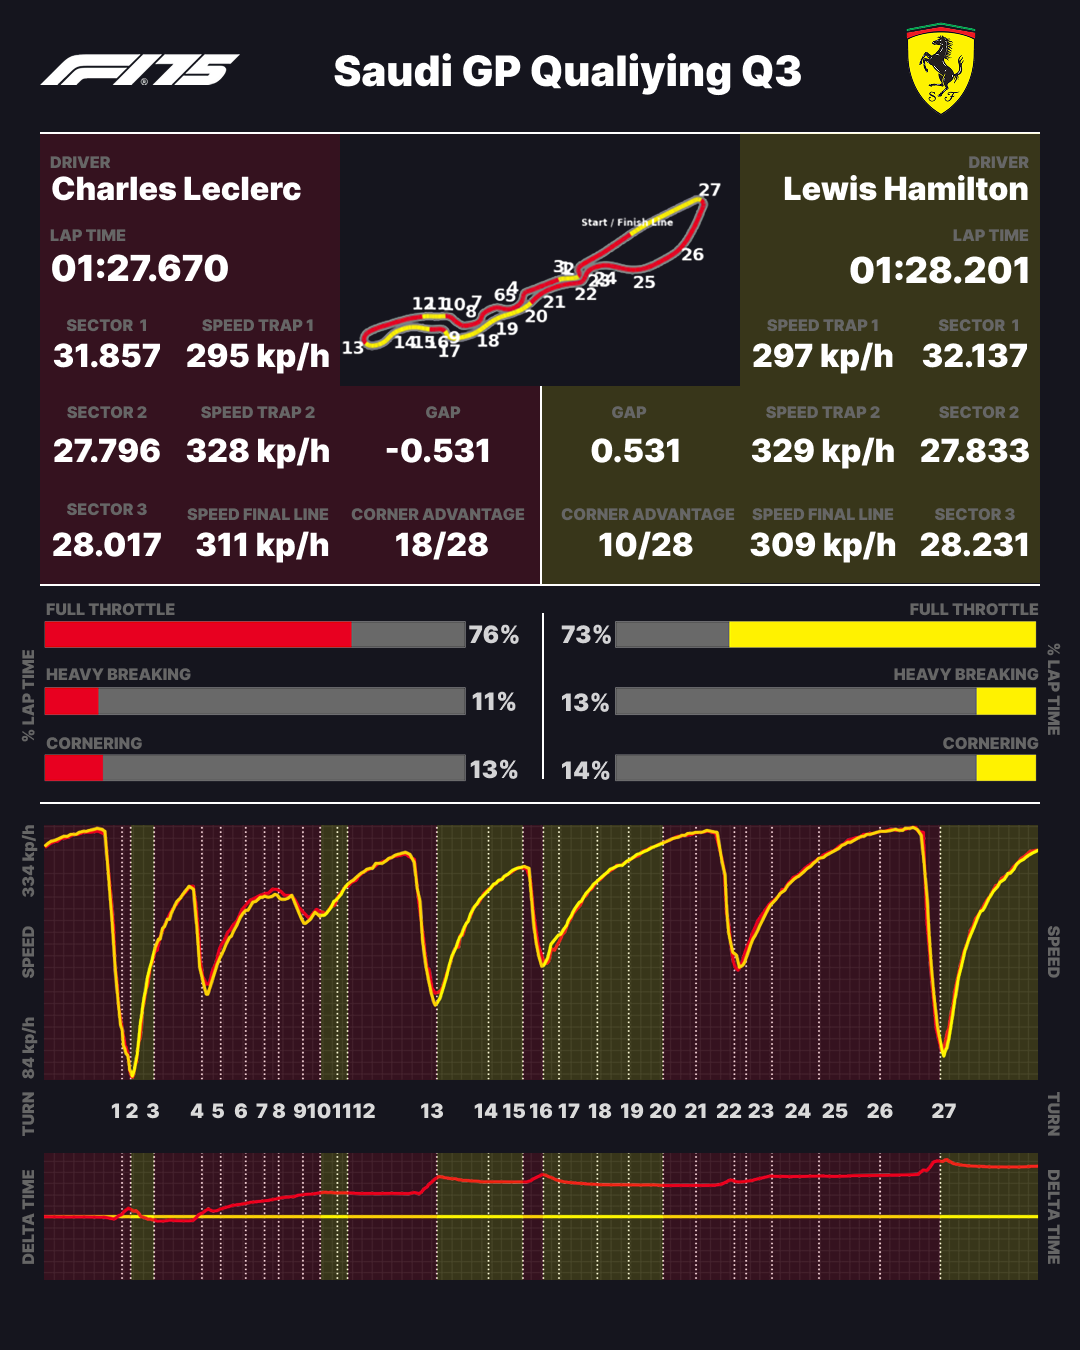 F1® 75
Saudi GP Qualiying Q3
S F
DRIVER
Charles Leclerc
LAP TIME
01:27.670
SECTOR 1
31.857
SPEED TRAP 1
295 kp/h
SECTOR 2
27.796
SPEED TRAP 2
328 kp/h
GAP
-0.531
SECTOR 3
28.017
SPEED FINAL LINE
311 kp/h
CORNER ADVANTAGE
18/28
27
Start / Finish Line
26
3
1
2
24
23
22
25
21
20
4
5
6
7
8
10
11
12
13
14
15
16
9
17
18
19
DRIVER
Lewis Hamilton
LAP TIME
01:28.201
SPEED TRAP 1
297 kp/h
SECTOR 1
32.137
GAP
0.531
SPEED TRAP 2
329 kp/h
SECTOR 2
27.833
CORNER ADVANTAGE
10/28
SPEED FINAL LINE
309 kp/h
SECTOR 3
28.231
% LAP TIME
FULL THROTTLE
76%
HEAVY BREAKING
11%
CORNERING
13%
FULL THROTTLE
73%
HEAVY BREAKING
13%
CORNERING
14%
% LAP TIME
334 kp/h
SPEED
84 kp/h
SPEED
TURN
1 2 3 4 5 6 7 8 9 10 11 12 13 14 15 16 17 18 19 20 21 22 23 24 25 26 27
TURN
DELTA TIME
DELTA TIME